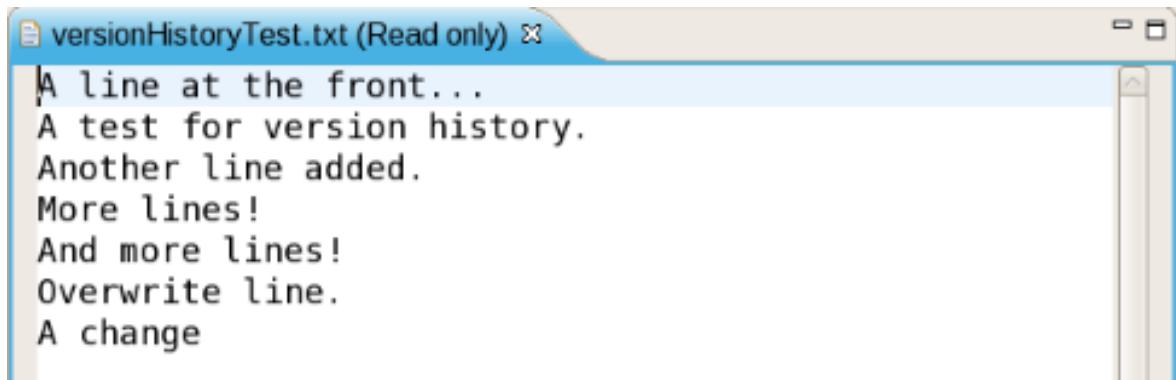 versionHistoryTest.txt (Read only)
A line at the front...
A test for version history.
Another line added.
More lines!
And more lines!
Overwrite line.
A change